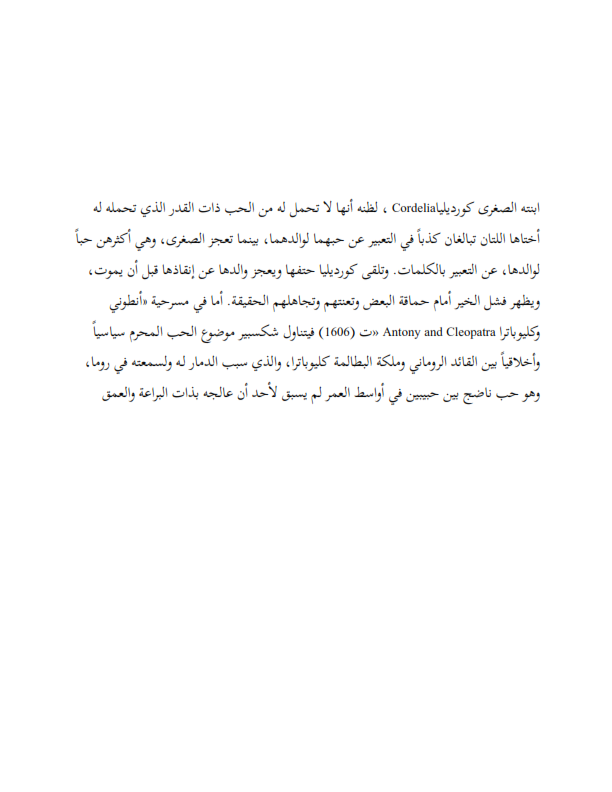 ابنته الصغرى كورديلياCordelia ، لظنه أنها لا تحمل له من الحب ذات القدر الذي تحمله له
أختاها اللتان تبالغان كذباً في التعبير عن حبهما لوالدهما، بينما تعجز الصغرى، وهي أكثرهن حباً
لوالدها، عن التعبير بالكلمات. وتلقى كورديليا حتفها ويعجز والدها عن إنقاذها قبل أن يموت،
ويظهر فشل الخير أمام حماقة البعض وتعنتهم وتجاهلهم الحقيقة. أما في مسرحية «أنطوني
وكليوباترا Antony and Cleopatra «ت (1606) فيتناول شكسبير موضوع الحب المحرم سياسياً
وأخلاقياً بين القائد الروماني وملكة البطالمة كليوباترا، والذي سبب الدمار له ولسمعته في روما،
وهو حب ناضج بين حبيبين في أواسط العمر لم يسبق لأحد أن عالجه بذات البراعة والعمق